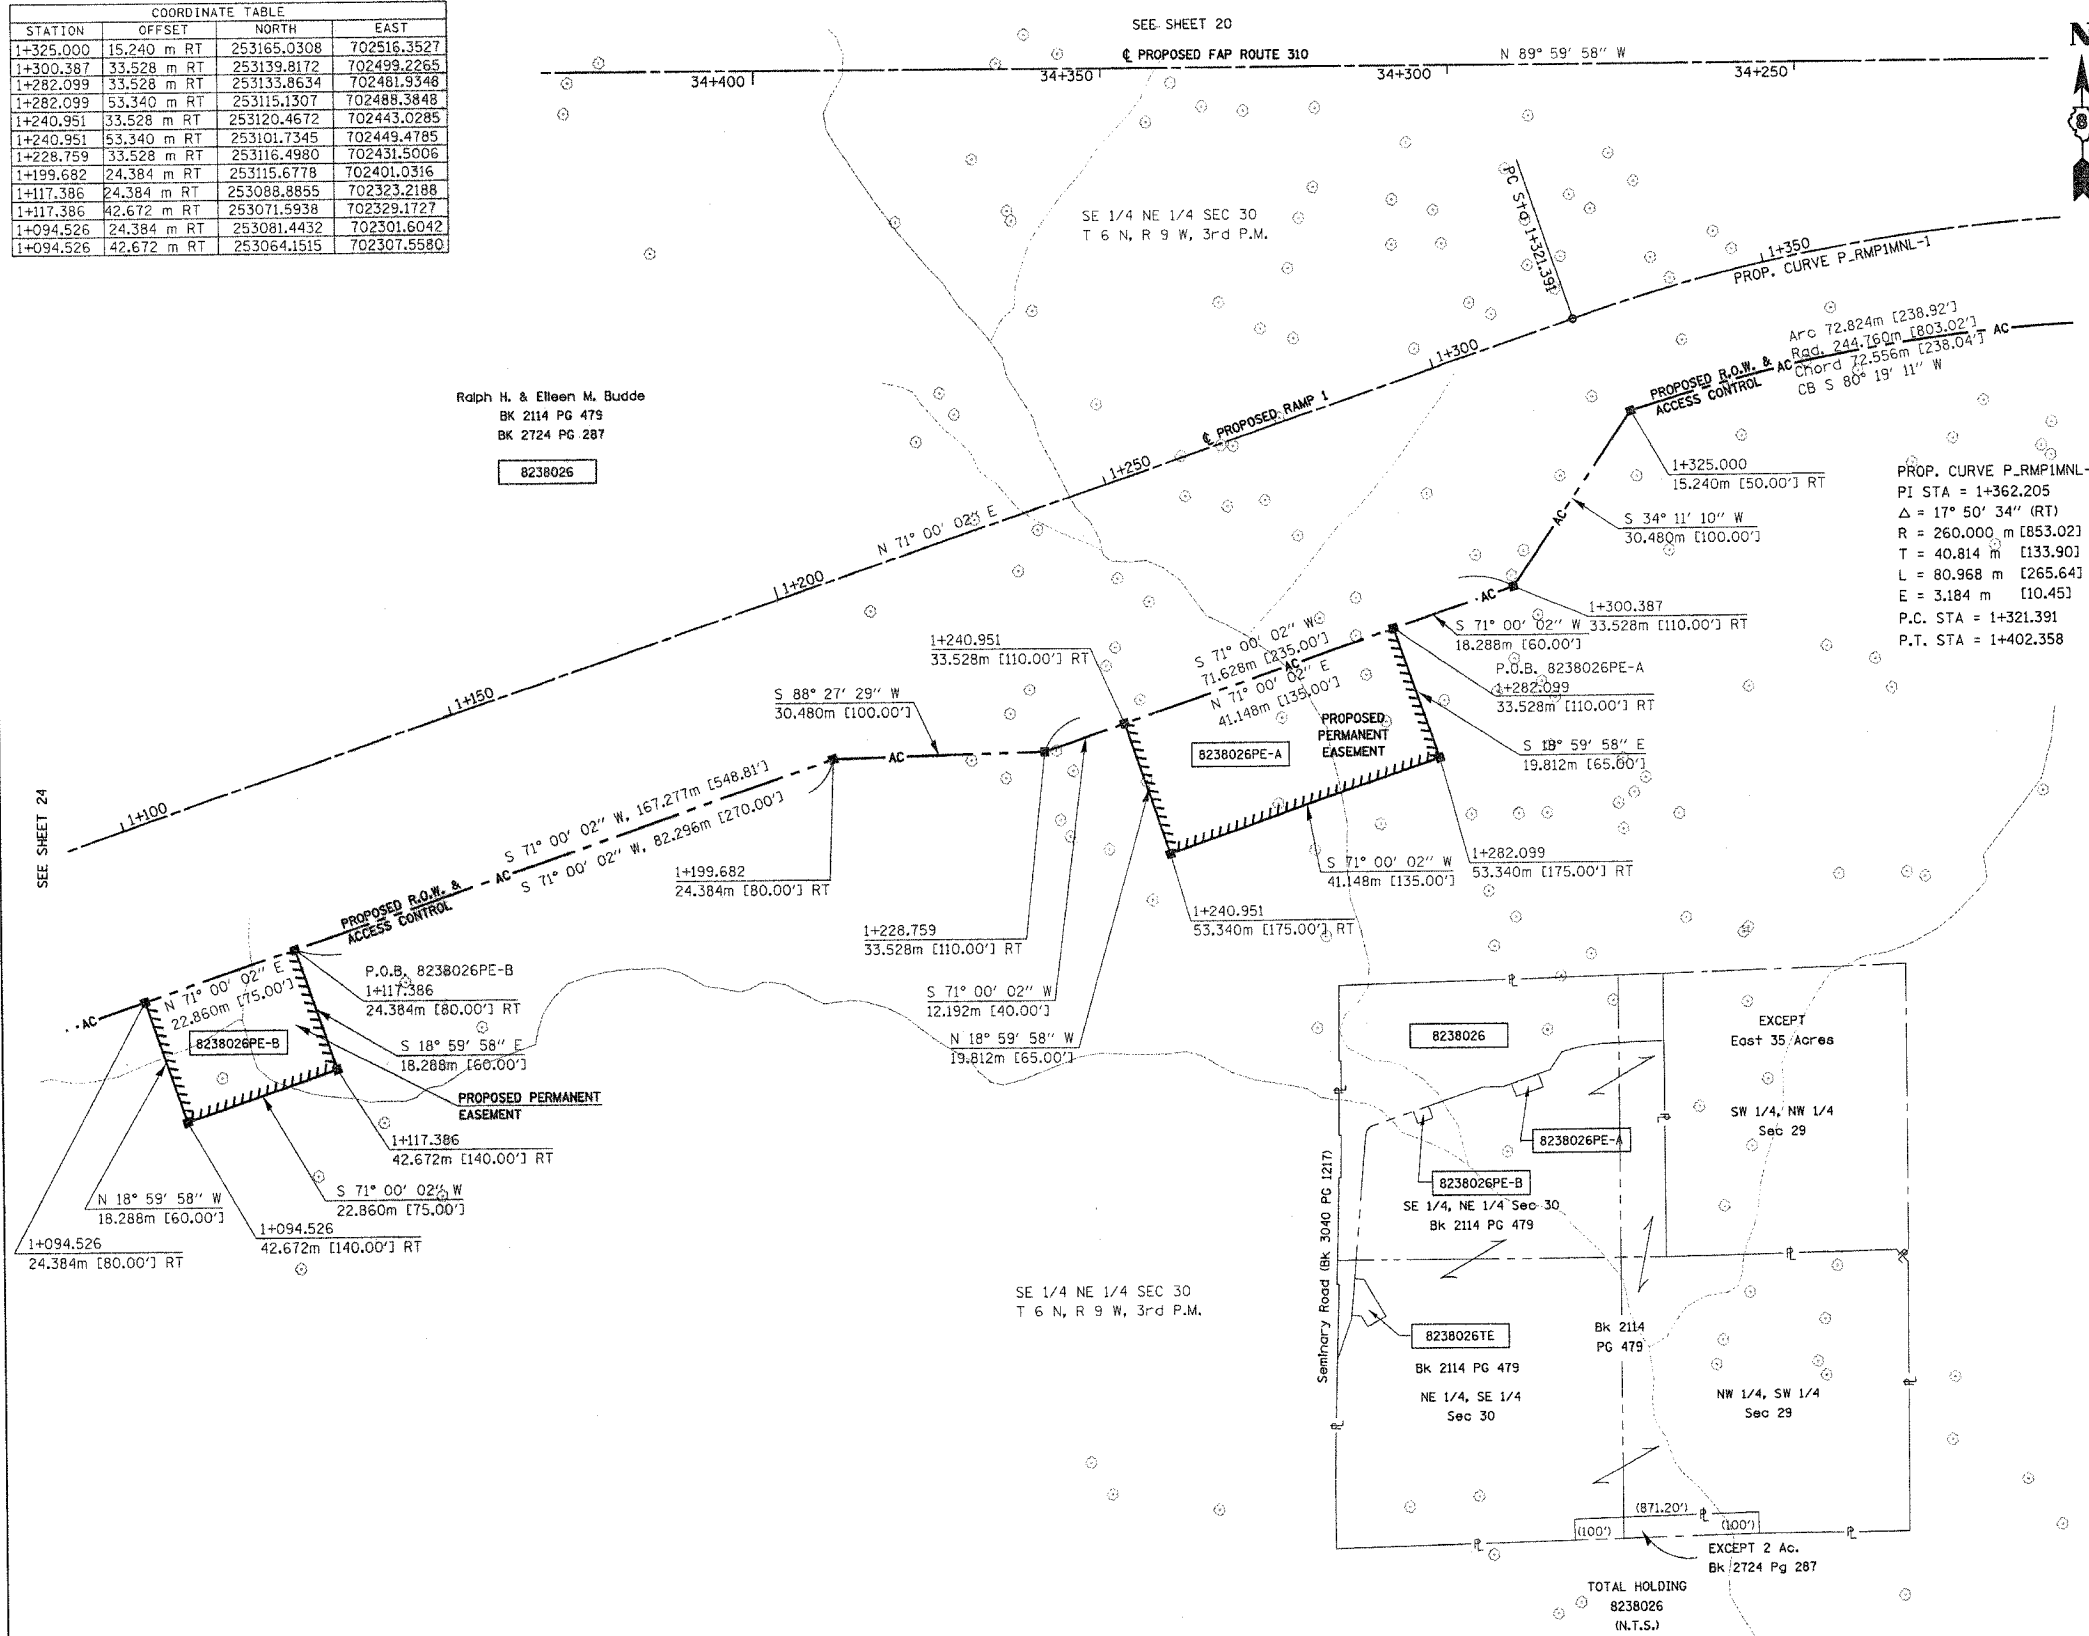 COORDINATE TABLE
STATION OFFSET NORTH EAST
1+325.000 15.240 m RT 253165.0308 702516.3527
1+300.387 33.528 m RT 253139.8172 702499.2265
1+282.099 33.528 m RT 253133.8634 702481.9348
1+282.099 53.340 m RT 253115.1307 702488.3848
1+240.951 33.528 m RT 253120.4672 702443.0285
1+240.951 53.340 m RT 253101.7345 702449.4785
1+228.759 33.528 m RT 253116.4980 702431.5006
1+199.682 24.384 m RT 253115.6778 702401.0316
1+117.386 24.384 m RT 253088.8855 702323.2188
1+117.386 42.672 m RT 253071.5938 702329.1727
1+094.526 24.384 m RT 253081.4432 702301.6042
1+094.526 42.672 m RT 253064.1515 702307.5580
SEE SHEET 20
℄ PROPOSED FAP ROUTE 310
N 89° 59' 58" W
34+400
34+350
34+300
34+250
N
8
SE 1/4 NE 1/4 SEC 30
T 6 N, R 9 W, 3rd P.M.
PC Sta 1+321.391
1+350
PROP. CURVE P_RMP1MNL-1
Arc 72.824m [238.92']
Rad. 244.760m [803.02']
Chord 72.556m [238.04']
CB S 80° 19' 11" W
AC
PROPOSED R.O.W. & AC
ACCESS CONTROL
1+300
℄ PROPOSED RAMP 1
1+250
N 71° 00' 02" E
1+200
1+150
1+100
Ralph H. & Eileen M. Budde
BK 2114 PG 479
BK 2724 PG 287
8238026
1+325.000
15.240m [50.00'] RT
PROP. CURVE P_RMP1MNL-
PI STA = 1+362.205
Δ = 17° 50' 34" (RT)
R = 260.000 m [853.02]
T = 40.814 m [133.90]
L = 80.968 m [265.64]
E = 3.184 m [10.45]
P.C. STA = 1+321.391
P.T. STA = 1+402.358
AC
S 34° 11' 10" W
30.480m [100.00']
AC
1+300.387
33.528m [110.00'] RT
S 71° 00' 02" W
18.288m [60.00']
P.O.B. 8238026PE-A
1+282.099
33.528m [110.00'] RT
1+240.951
33.528m [110.00'] RT
S 71° 00' 02" W
71.628m [235.00']
AC
N 71° 00' 02" E
41.148m [135.00']
S 88° 27' 29" W
30.480m [100.00']
AC
8238026PE-A
PROPOSED
PERMANENT
EASEMENT
S 18° 59' 58" E
19.812m [65.00']
SEE SHEET 24
S 71° 00' 02" W, 167.277m [548.81']
AC
S 71° 00' 02" W, 82.296m [270.00']
PROPOSED R.O.W. &
ACCESS CONTROL
1+199.682
24.384m [80.00'] RT
1+282.099
53.340m [175.00'] RT
S 71° 00' 02" W
41.148m [135.00']
1+240.951
53.340m [175.00'] RT
1+228.759
33.528m [110.00'] RT
S 71° 00' 02" W
12.192m [40.00']
N 18° 59' 58" W
19.812m [65.00']
AC
N 71° 00' 02" E
22.860m [75.00']
P.O.B. 8238026PE-B
1+117.386
24.384m [80.00'] RT
8238026PE-B
S 18° 59' 58" E
18.288m [60.00']
PROPOSED PERMANENT
EASEMENT
1+117.386
42.672m [140.00'] RT
S 71° 00' 02" W
22.860m [75.00']
N 18° 59' 58" W
18.288m [60.00']
1+094.526
42.672m [140.00'] RT
1+094.526
24.384m [80.00'] RT
SE 1/4 NE 1/4 SEC 30
T 6 N, R 9 W, 3rd P.M.
8238026
EXCEPT
East 35 Acres
SW 1/4, NW 1/4
Sec 29
8238026PE-A
8238026PE-B
SE 1/4, NE 1/4 Sec 30
Bk 2114 PG 479
Seminary Road (BK 3040 PG 1217)
8238026TE
Bk 2114 PG 479
NE 1/4, SE 1/4
Sec 30
Bk 2114
PG 479
NW 1/4, SW 1/4
Sec 29
(871.20')
(100')
(100')
EXCEPT 2 Ac.
Bk 2724 Pg 287
TOTAL HOLDING
8238026
(N.T.S.)